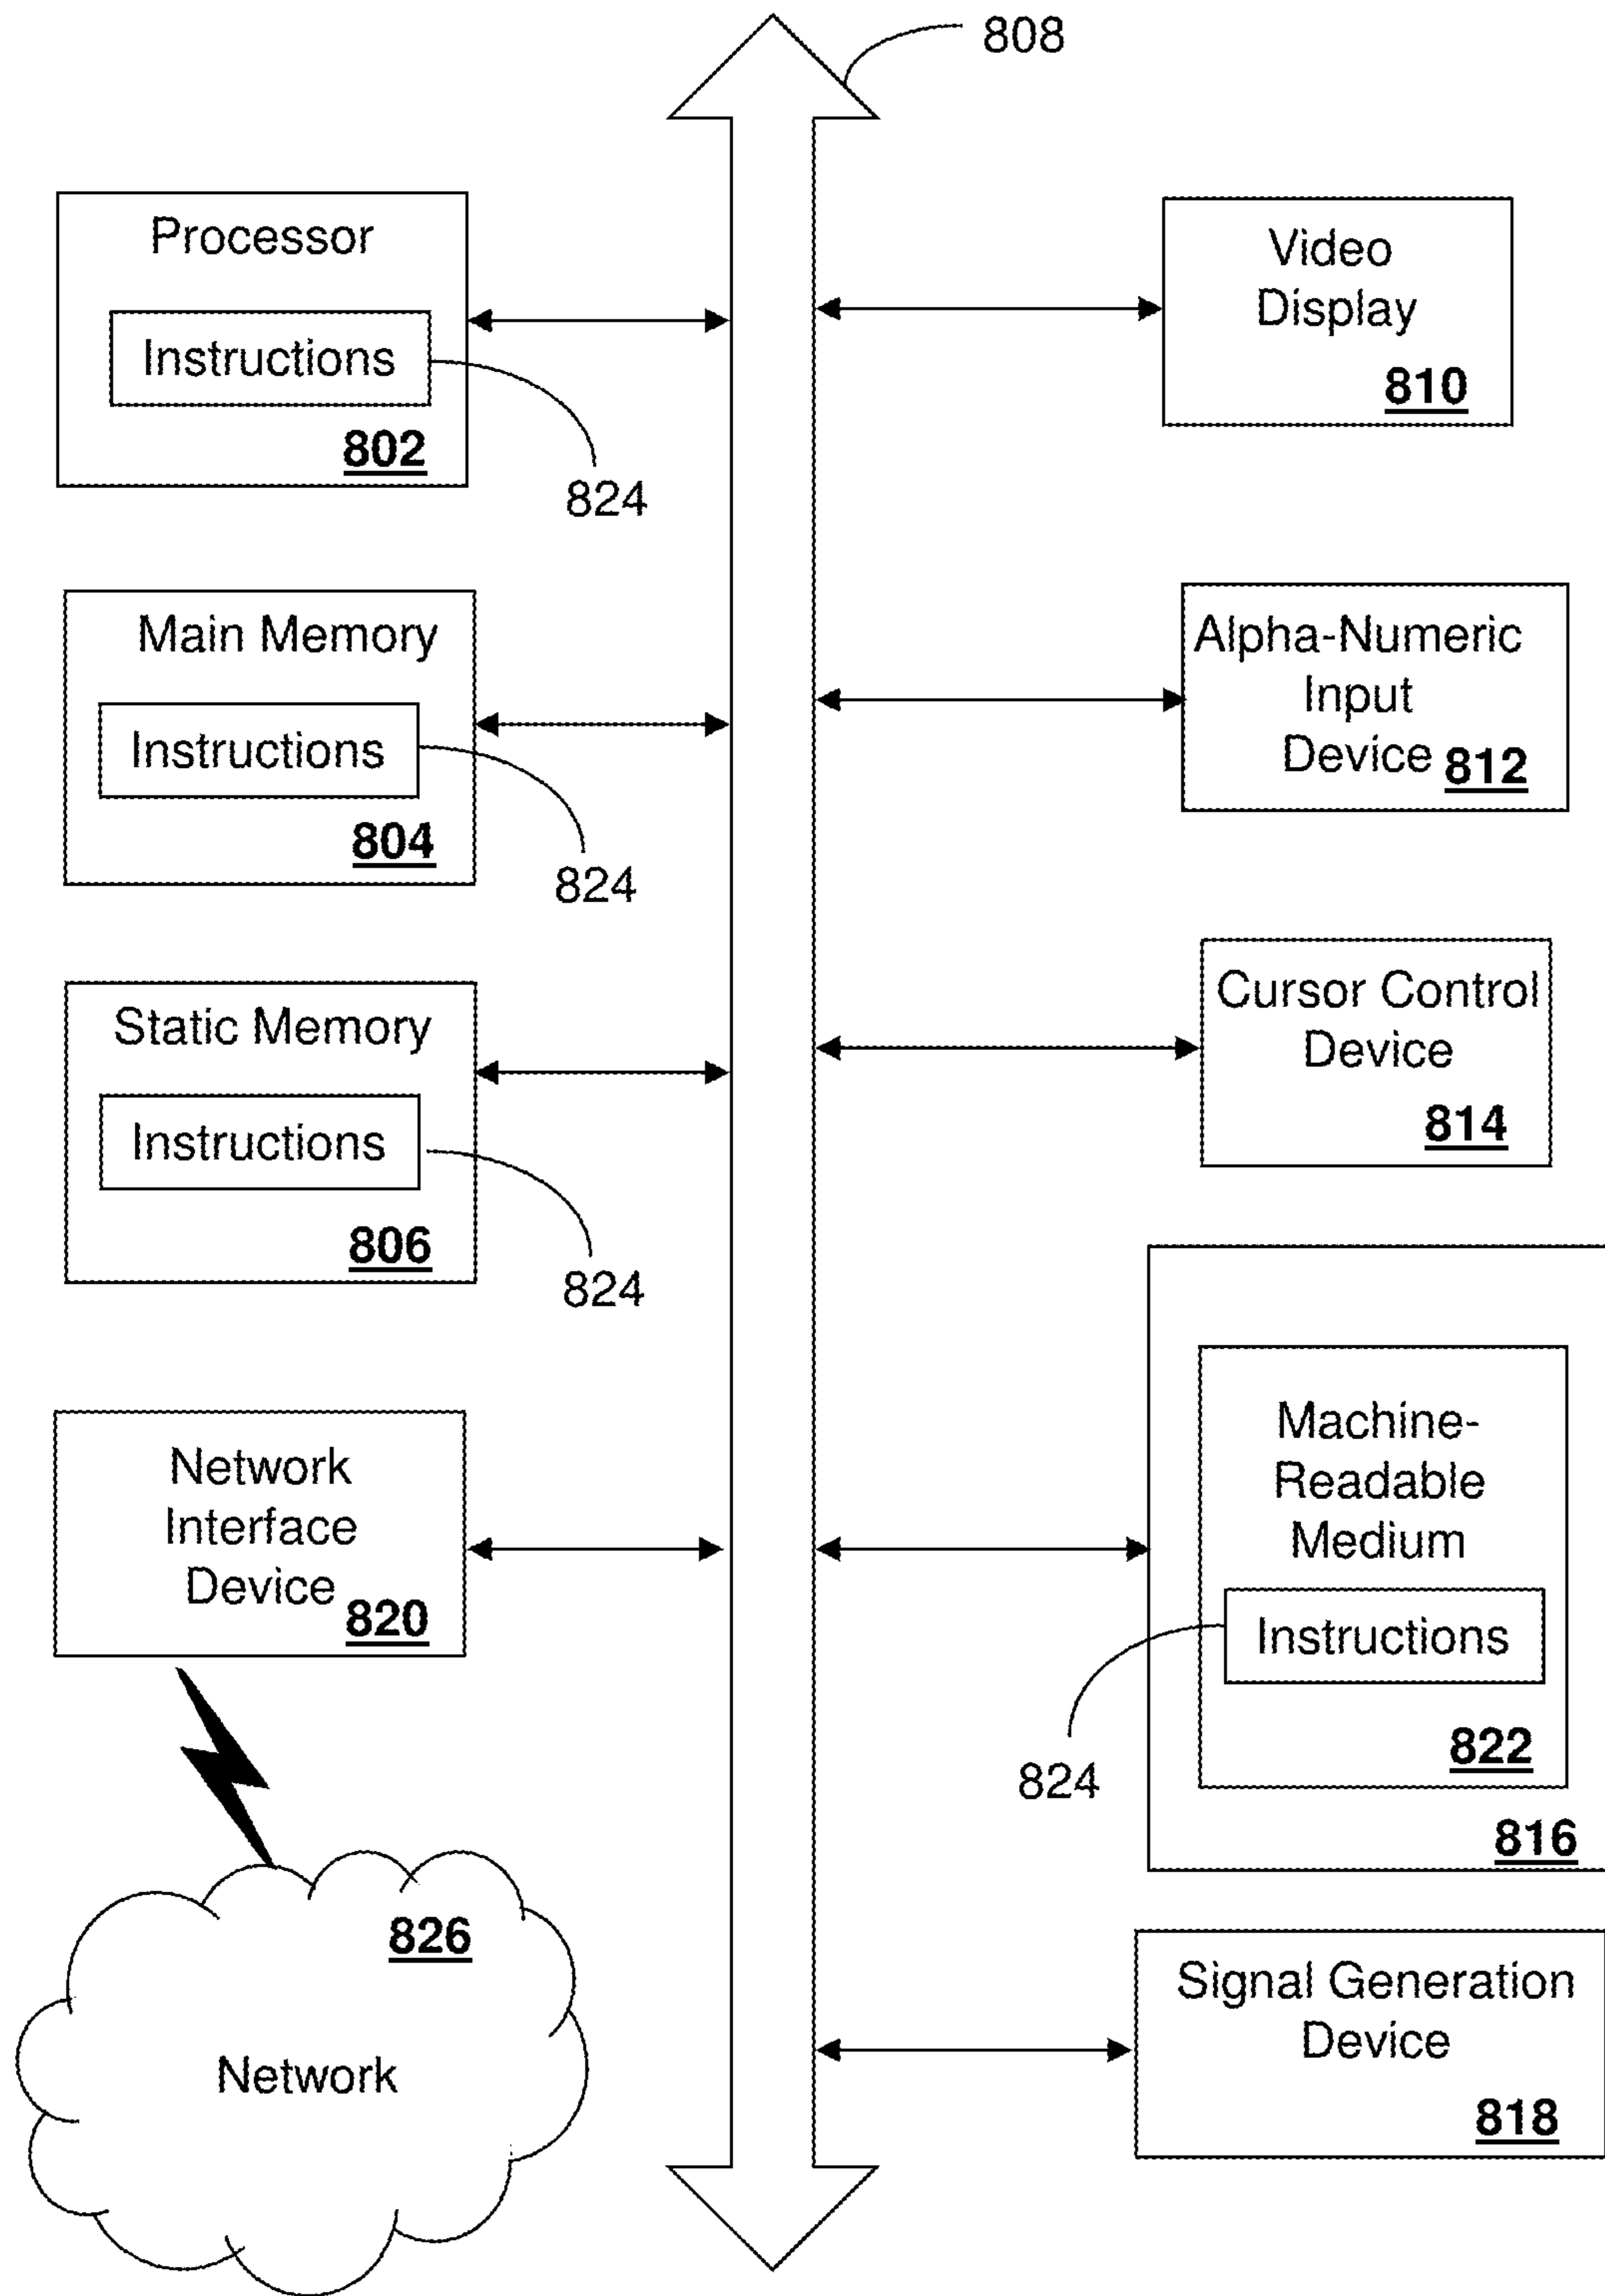 808
Processor
Instructions
802
824
Main Memory
Instructions
804
824
Static Memory
Instructions
806
824
Network
Interface
Device
820
826
Network
Video
Display
810
Alpha-Numeric
Input
Device 812
Cursor Control
Device
814
Machine-
Readable
Medium
Instructions
824
822
816
Signal Generation
Device
818